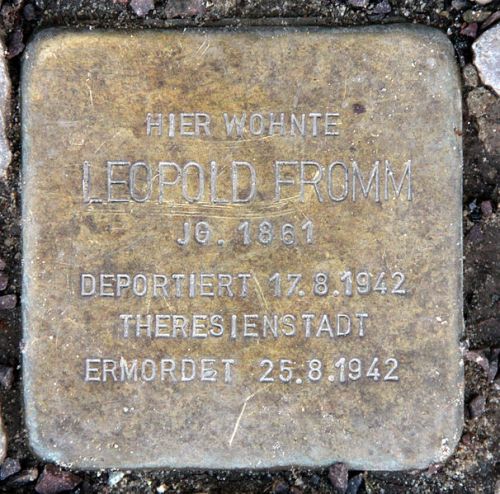 HIER WOHNTE
LEOPOLD FROMM
JG. 1861
DEPORTIERT 17.8.1942
THERESIENSTADT
ERMORDET 25.8.1942